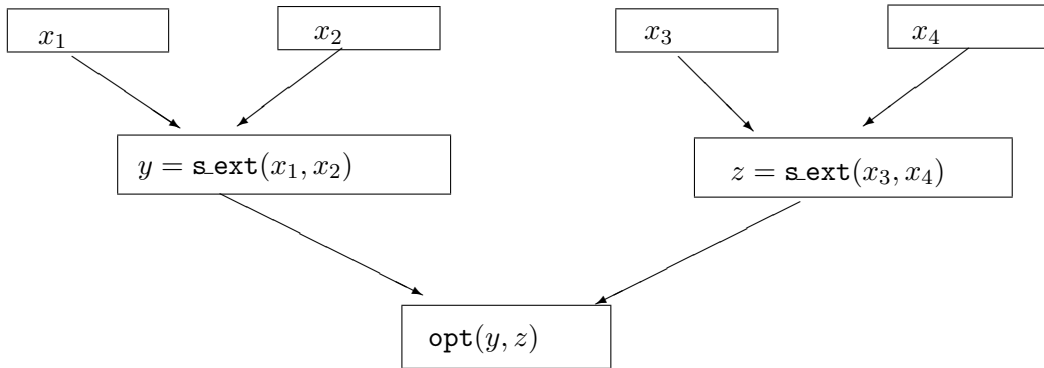 x₁ x₂ x₃ x₄
y = s_ext(x₁, x₂) z = s_ext(x₃, x₄)
opt(y, z)